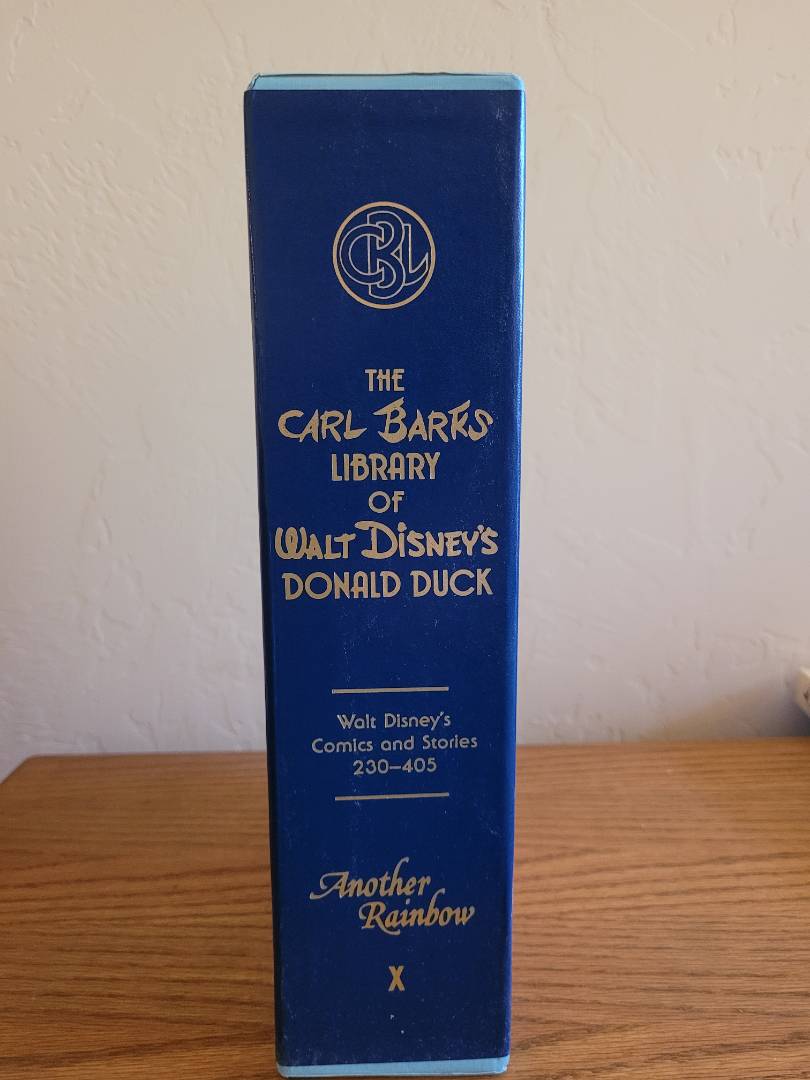 CBL
THE
CARL BARKS
LIBRARY
OF
WALT DISNEY'S
DONALD DUCK
Walt Disney's
Comics and Stories
230–405
Another
Rainbow
X